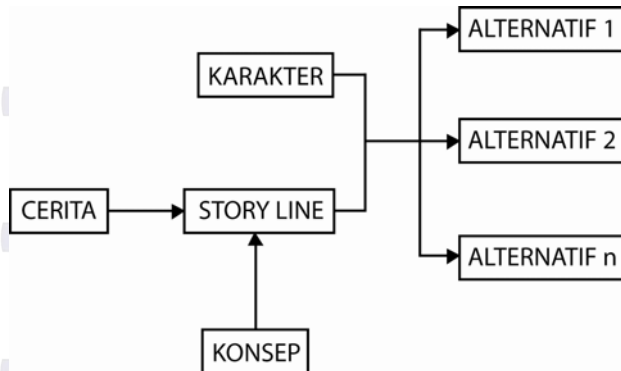 ALTERNATIF 1
KARAKTER
ALTERNATIF 2
CERITA
STORY LINE
ALTERNATIF n
KONSEP